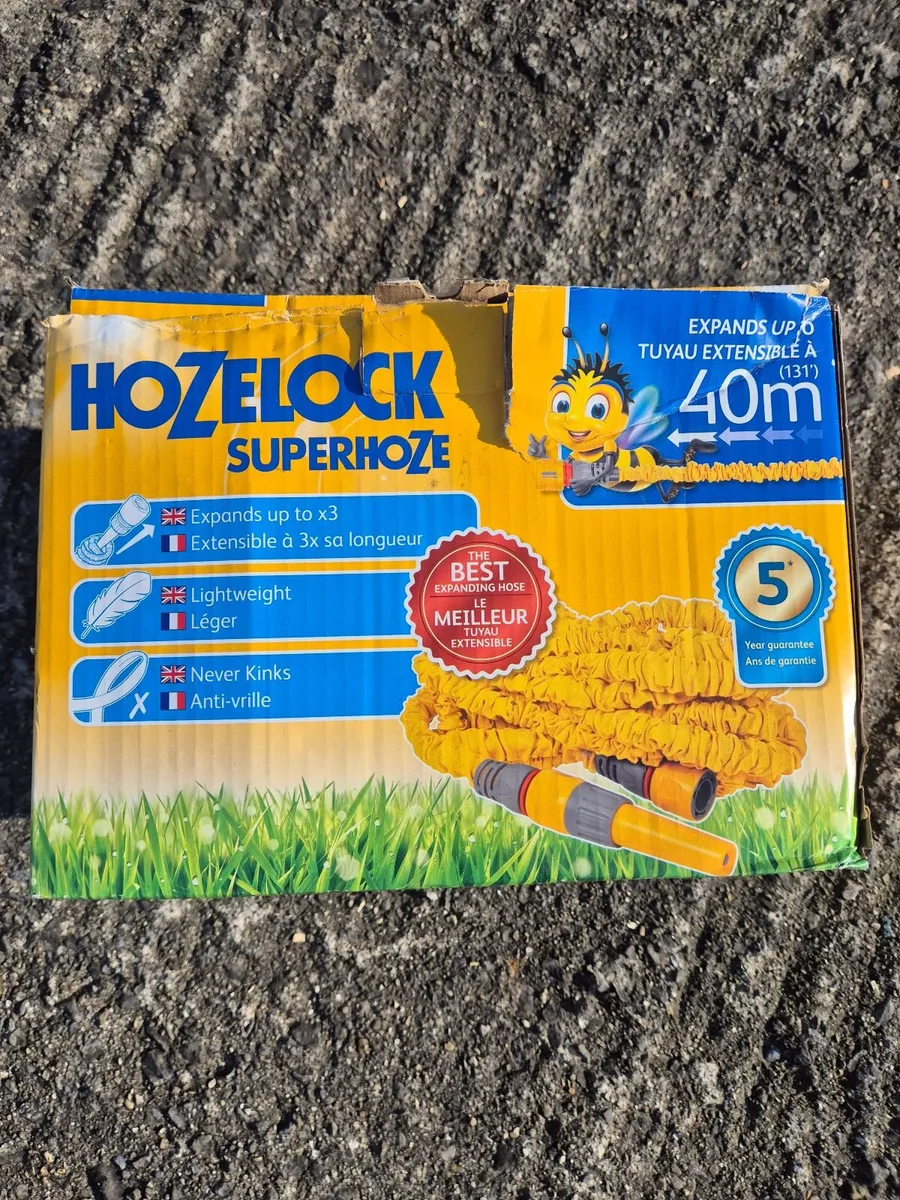 HOZELOCK
SUPERHOZE
EXPANDS UP TO
TUYAU EXTENSIBLE À
(131')
40m
Expands up to x3
Extensible à 3x sa longueur
Lightweight
Léger
Never Kinks
Anti-vrille
THE
BEST
EXPANDING HOSE
LE
MEILLEUR
TUYAU
EXTENSIBLE
5*
Year guarantee
Ans de garantie